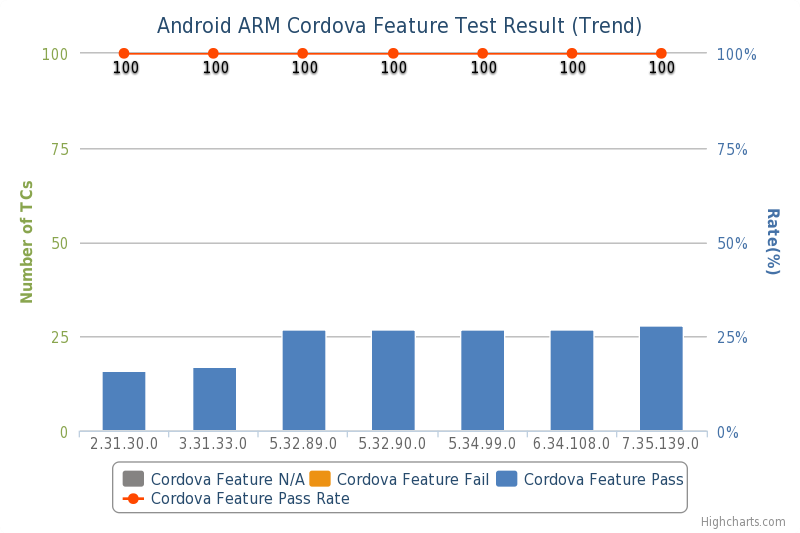 Android ARM Cordova Feature Test Result (Trend)
100
75
50
25
0
Number of TCs
100 100 100 100 100 100 100
100%
75%
50%
25%
0%
Rate(%)
2.31.30.0 3.31.33.0 5.32.89.0 5.32.90.0 5.34.99.0 6.34.108.0 7.35.139.0
Cordova Feature N/A Cordova Feature Fail Cordova Feature Pass
Cordova Feature Pass Rate
Highcharts.com